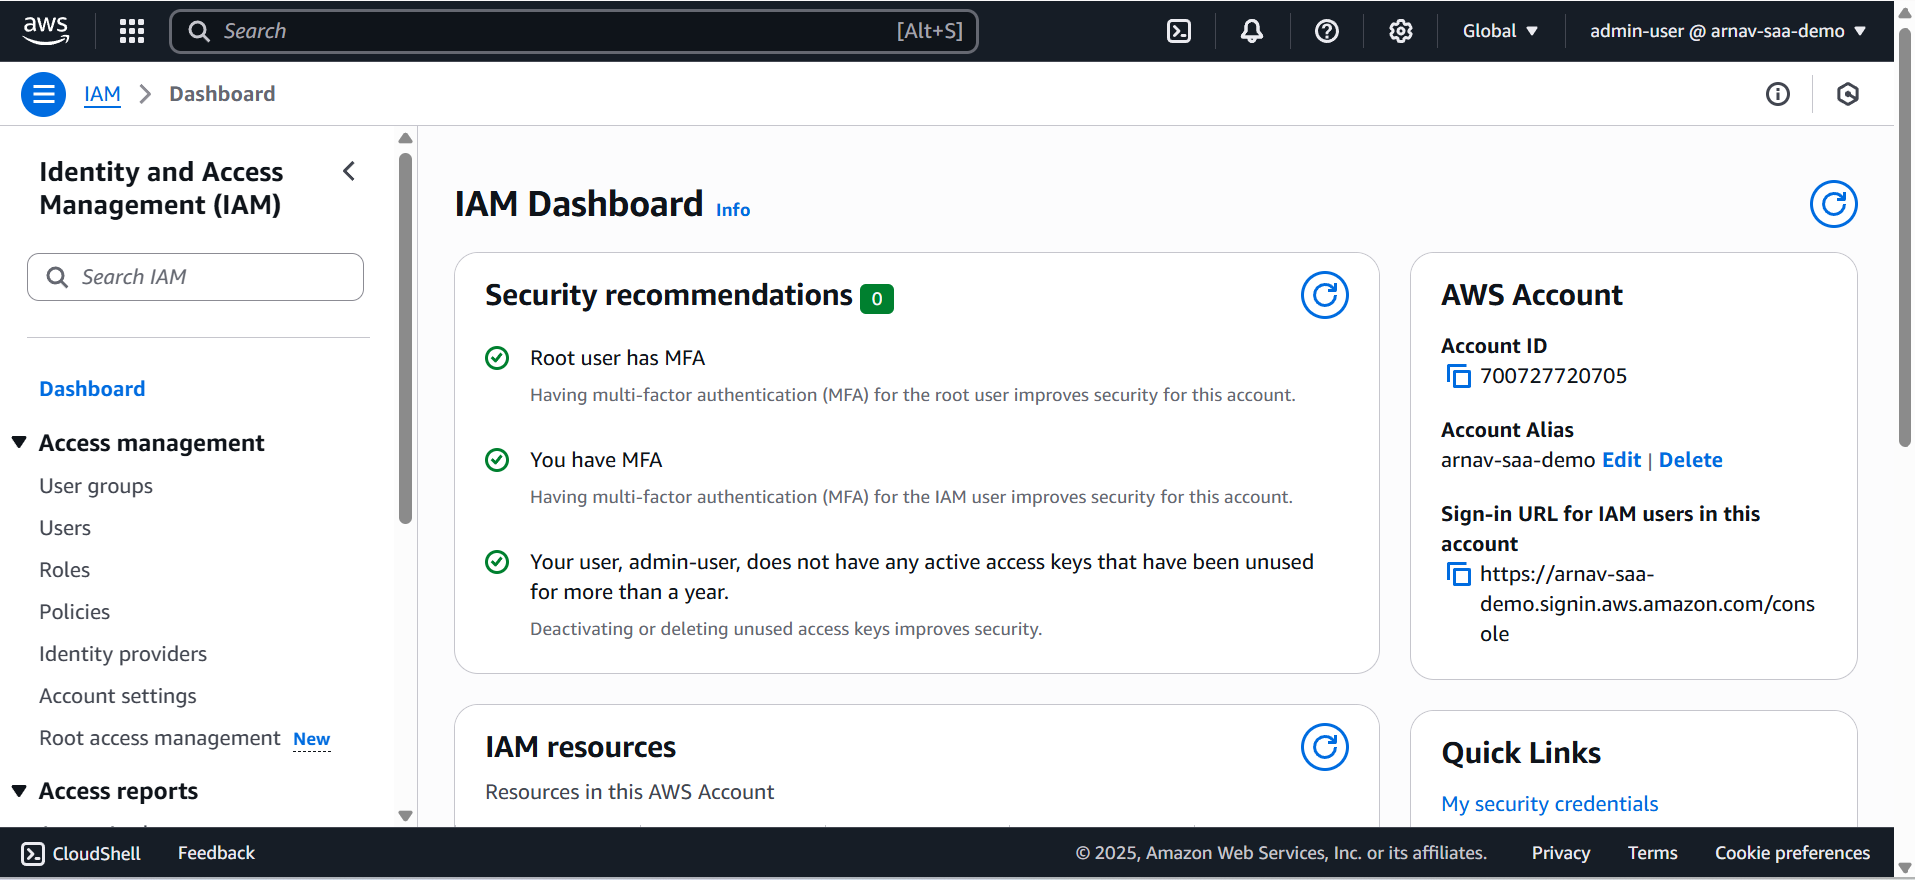 aws
Search [Alt+S]
Global
admin-user @ arnav-saa-demo
IAM
Dashboard
Identity and Access
Management (IAM)
Search IAM
Dashboard
Access management
User groups
Users
Roles
Policies
Identity providers
Account settings
Root access management New
Access reports
IAM Dashboard Info
Security recommendations 0
Root user has MFA
Having multi-factor authentication (MFA) for the root user improves security for this account.
You have MFA
Having multi-factor authentication (MFA) for the IAM user improves security for this account.
Your user, admin-user, does not have any active access keys that have been unused
for more than a year.
Deactivating or deleting unused access keys improves security.
IAM resources
Resources in this AWS Account
AWS Account
Account ID
700727720705
Account Alias
arnav-saa-demo Edit | Delete
Sign-in URL for IAM users in this
account
https://arnav-saa-
demo.signin.aws.amazon.com/cons
ole
Quick Links
My security credentials
CloudShell
Feedback
© 2025, Amazon Web Services, Inc. or its affiliates.
Privacy
Terms
Cookie preferences